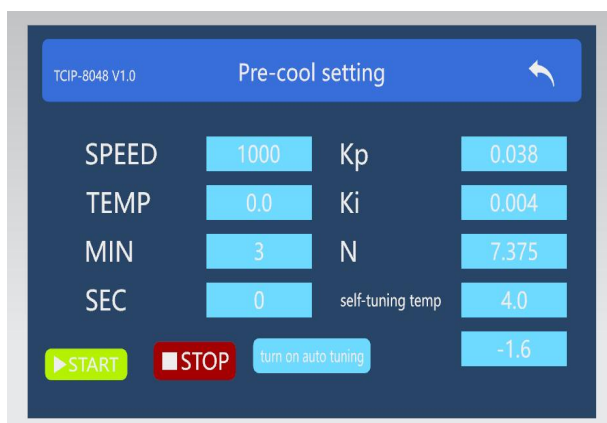 TCIP-8048 V1.0 Pre-cool setting
SPEED 1000 Kp 0.038
TEMP 0.0 Ki 0.004
MIN 3 N 7.375
SEC 0 self-tuning temp 4.0
START STOP turn on auto tuning -1.6